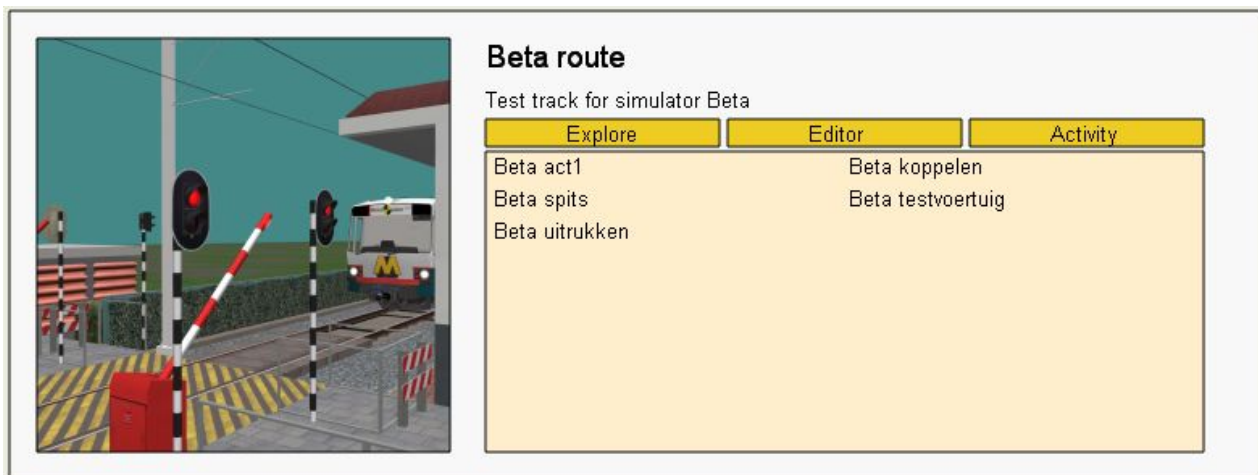 Beta route
Test track for simulator Beta
Explore Editor Activity
Beta act1 Beta koppelen
Beta spits Beta testvoertuig
Beta uitrukken
M